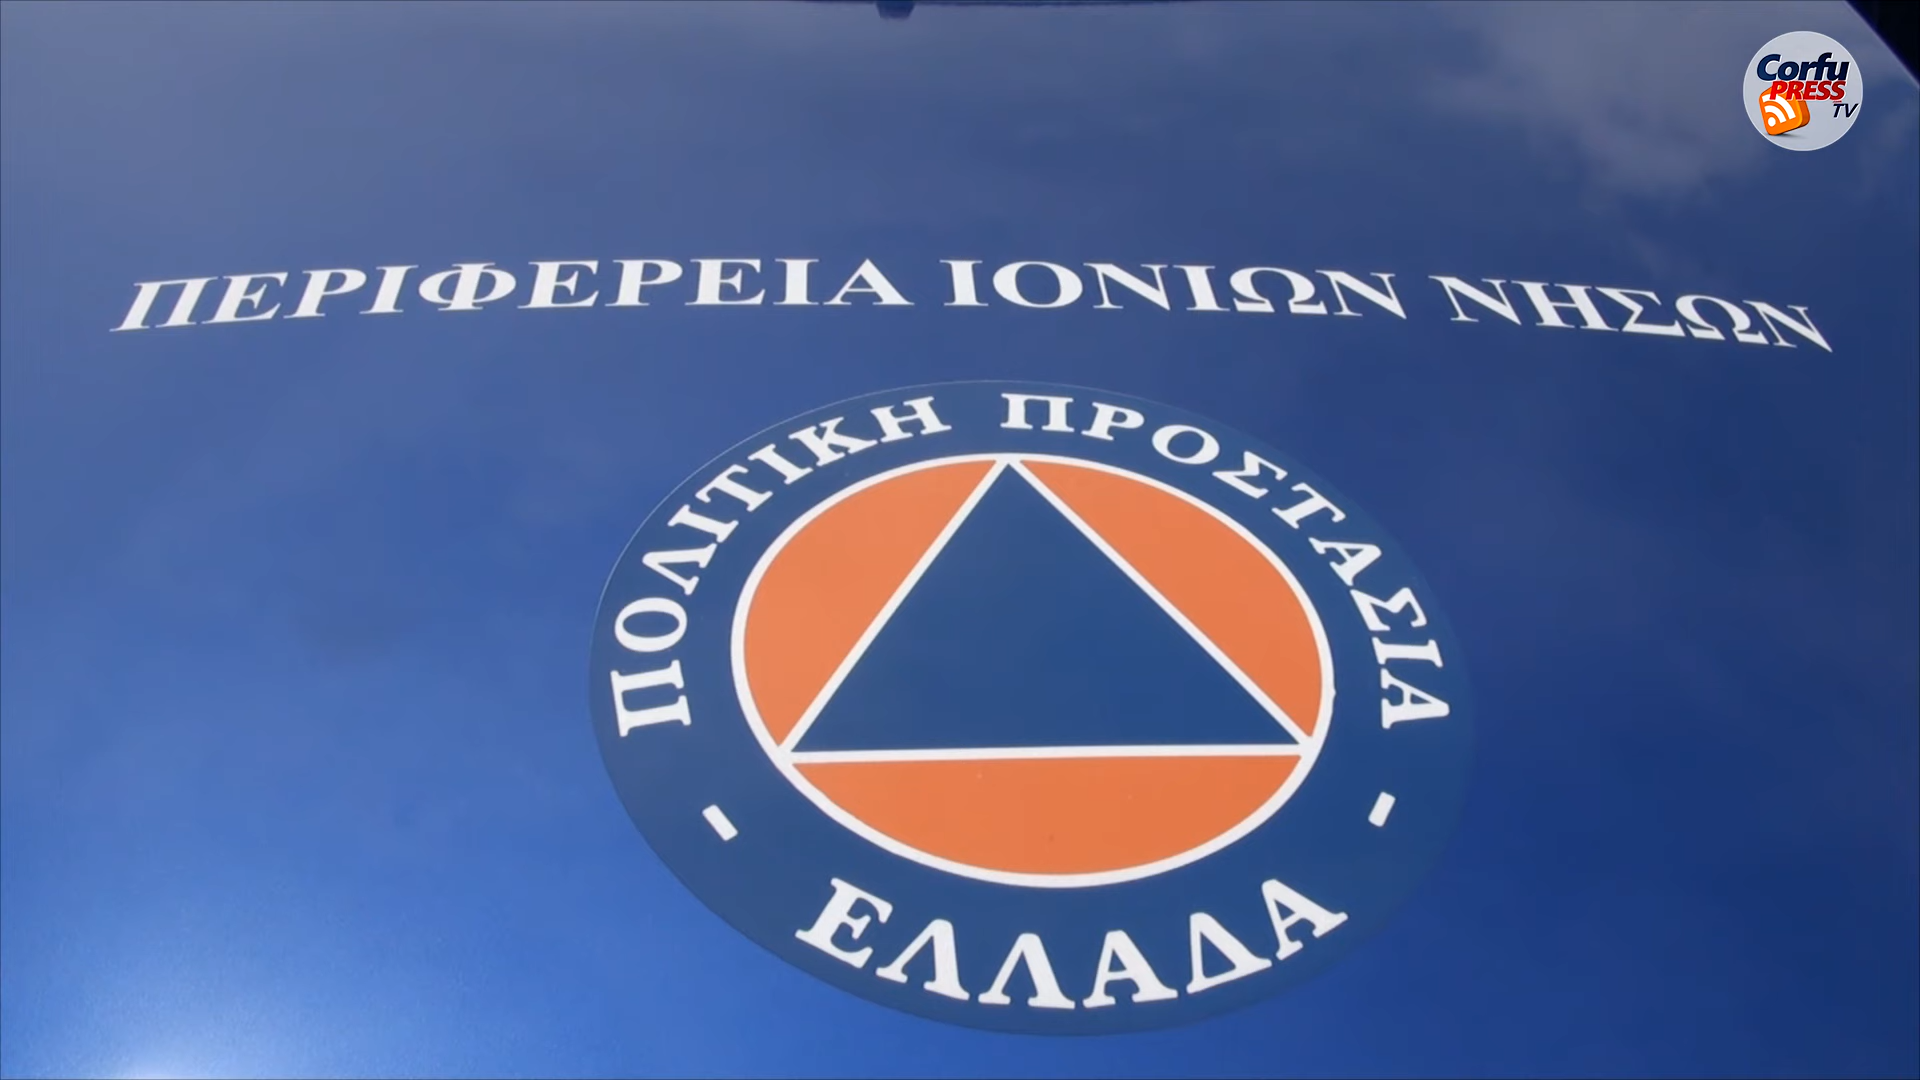 Corfu
PRESS
TV
ΠΕΡΙΦΕΡΕΙΑ ΙΟΝΙΩΝ ΝΗΣΩΝ
ΠΟΛΙΤΙΚΗ ΠΡΟΣΤΑΣΙΑ
- ΕΛΛΑΔΑ -